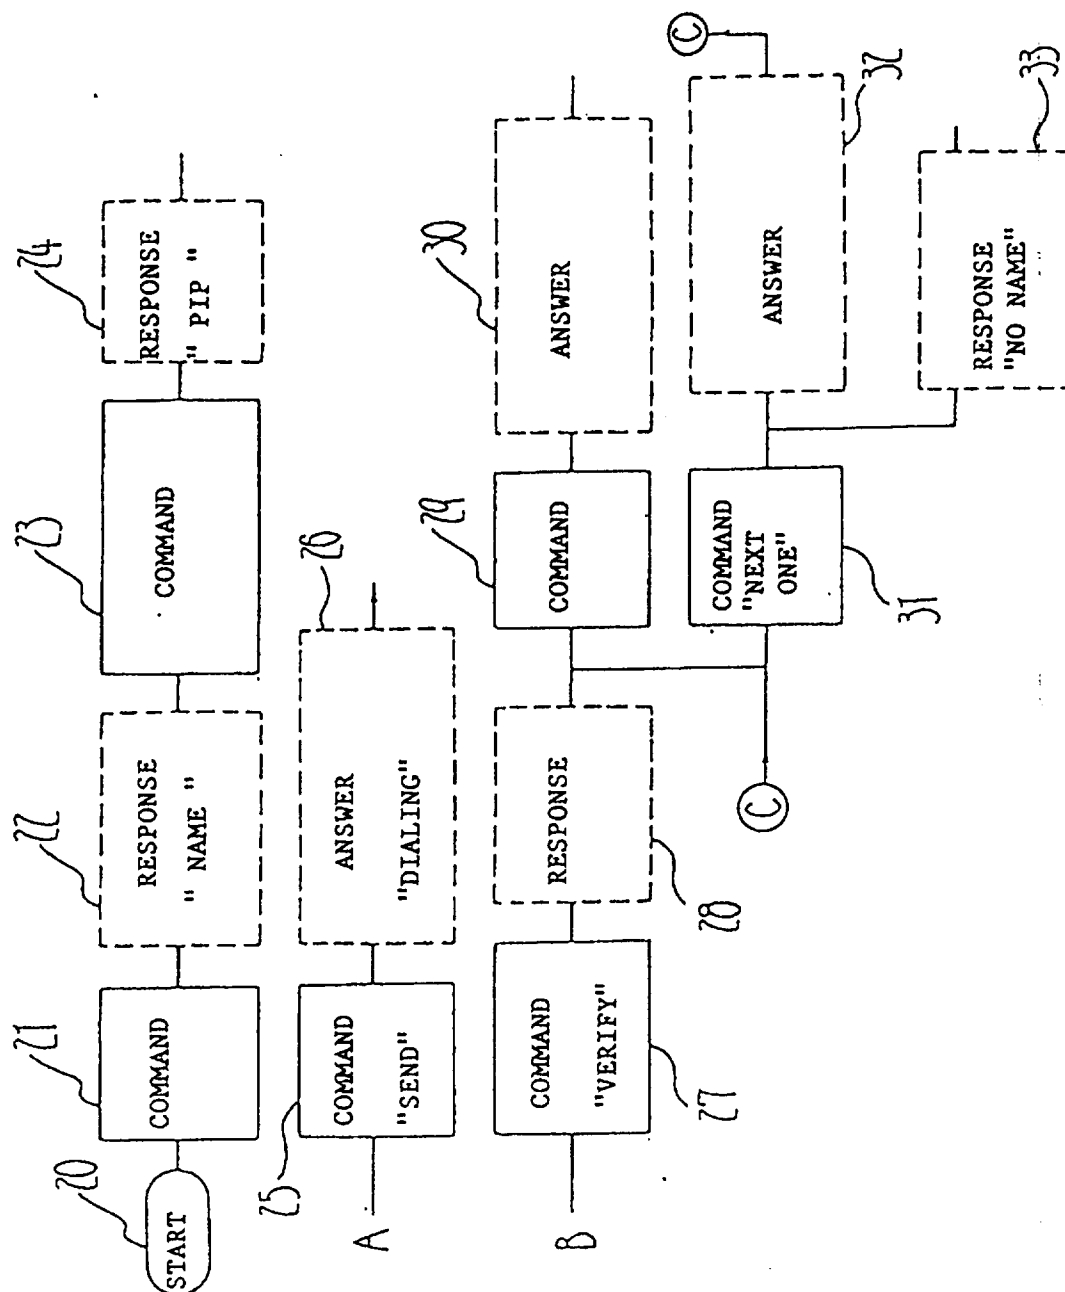 20
START
21
COMMAND
22
RESPONSE
" NAME "
23
COMMAND
24
RESPONSE
" PIP "
A
25
COMMAND
"SEND"
26
ANSWER
"DIALING"
B
27
COMMAND
"VERIFY"
28
RESPONSE
29
COMMAND
30
ANSWER
C
31
COMMAND
"NEXT
ONE"
32
ANSWER
C
33
RESPONSE
"NO NAME"